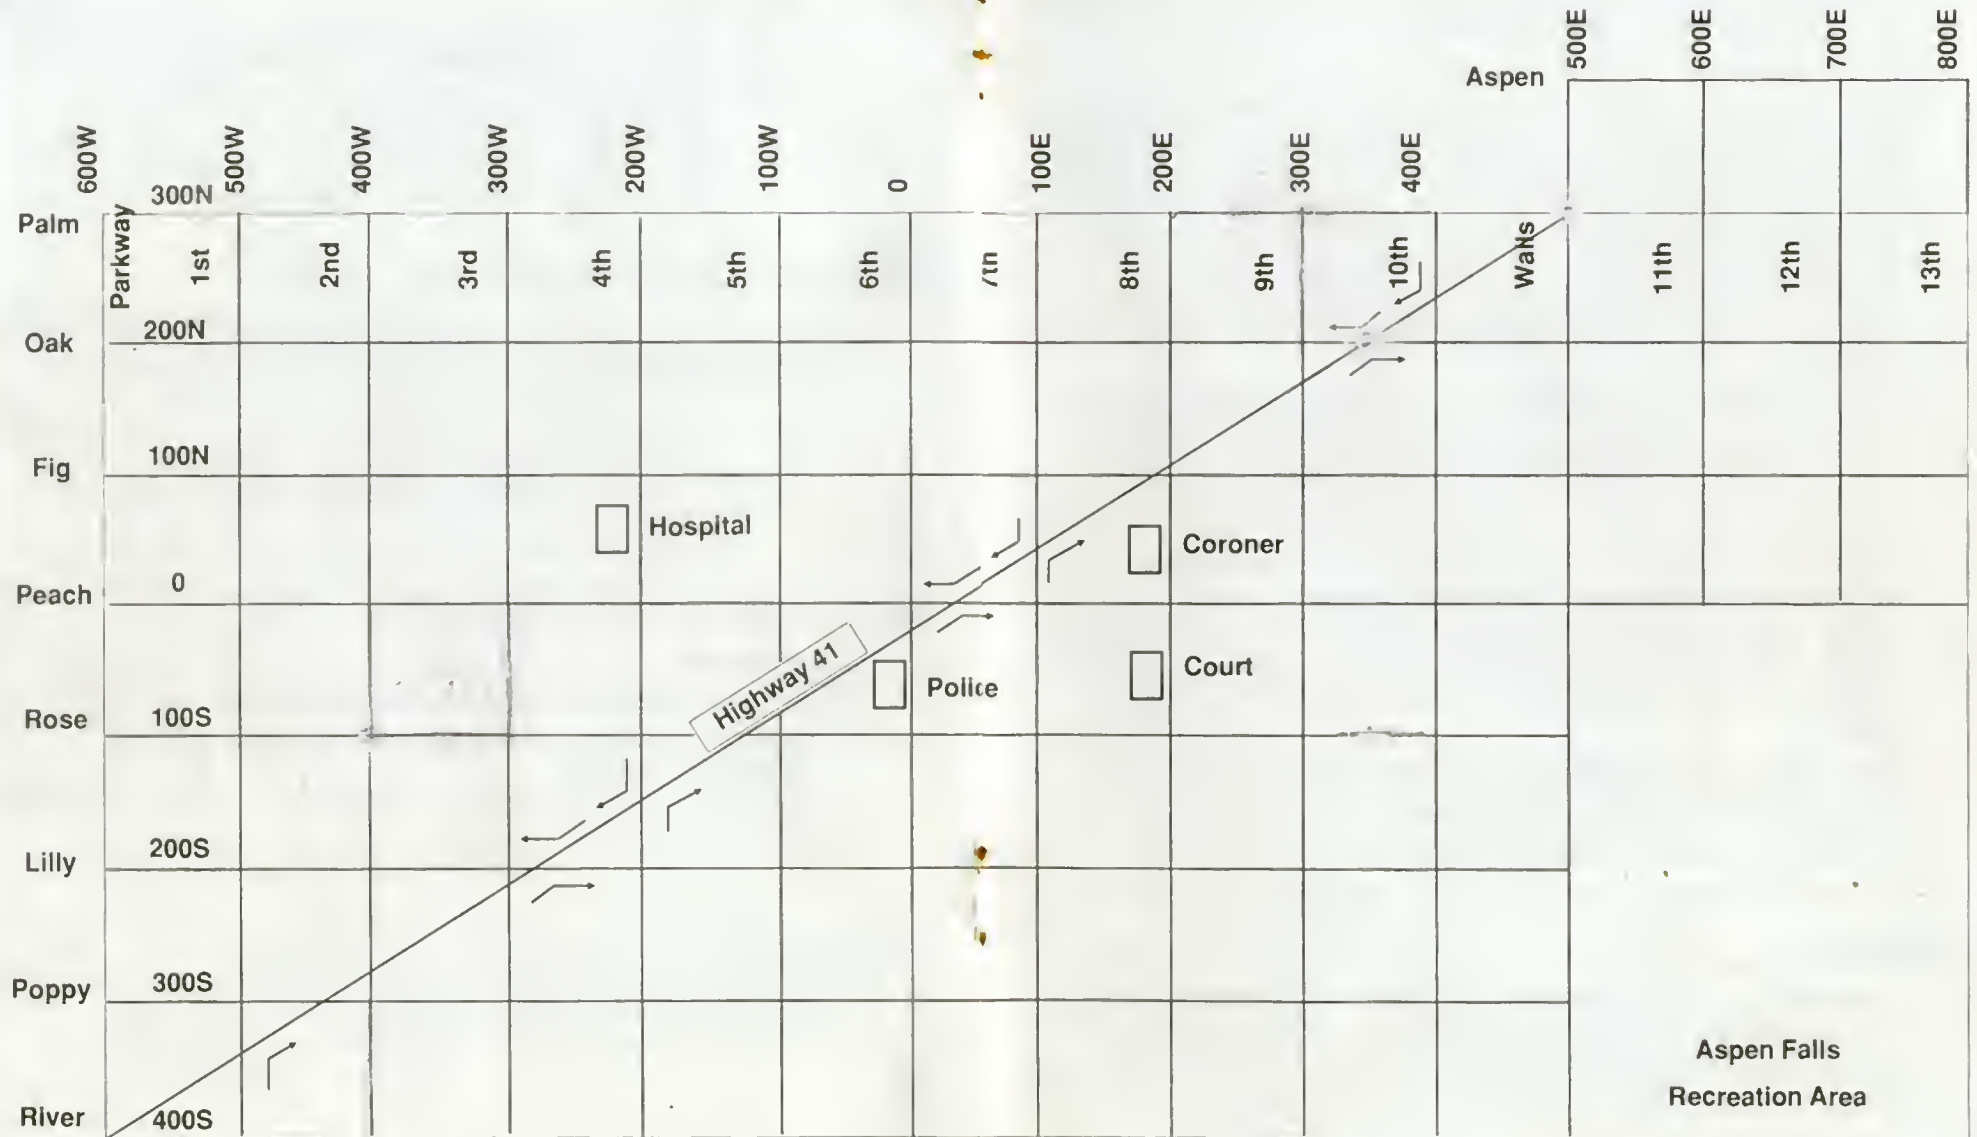 500E 600E 700E 800E
Aspen
600W 500W 400W 300W 200W 100W 0 100E 200E 300E 400E
300N
Palm
Parkway 1st 2nd 3rd 4th 5th 6th 7th 8th 9th 10th Walls 11th 12th 13th
Oak 200N
Fig 100N
Hospital
Coroner
Peach 0
Highway 41
Police
Court
Rose 100S
Lilly 200S
Poppy 300S
Aspen Falls
Recreation Area
River 400S